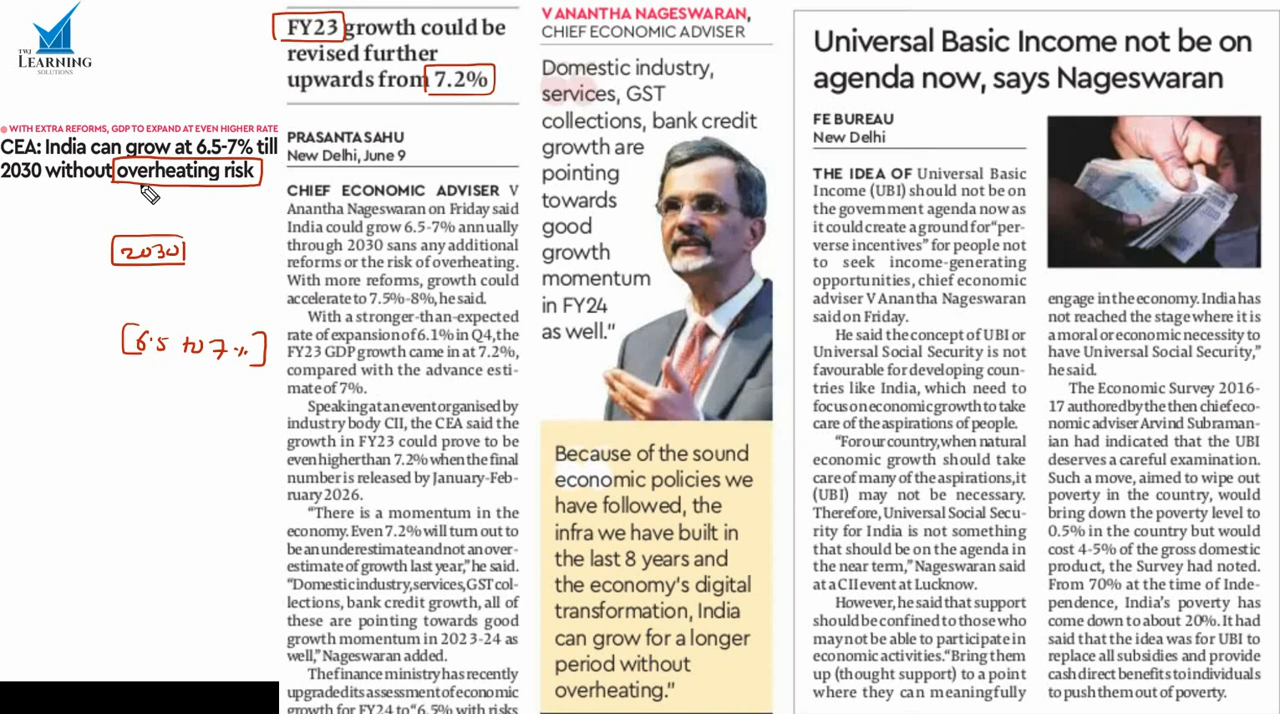 TWJ
LEARNING
SOLUTIONS
WITH EXTRA REFORMS, GDP TO EXPAND AT EVEN HIGHER RATE
CEA: India can grow at 6.5-7% till
2030 without overheating risk
2030
[6.5 to 7%]
FY23 growth could be
revised further
upwards from 7.2%
PRASANTA SAHU
New Delhi, June 9
CHIEF ECONOMIC ADVISER V
Anantha Nageswaran on Friday said
India could grow 6.5-7% annually
through 2030 sans any additional
reforms or the risk of overheating.
With more reforms, growth could
accelerate to 7.5%-8%, he said.
With a stronger-than-expected
rate of expansion of 6.1% in Q4, the
FY23 GDP growth came in at 7.2%,
compared with the advance esti-
mate of 7%.
Speaking at an event organised by
industry body CII, the CEA said the
growth in FY23 could prove to be
even higher than 7.2% when the final
number is released by January-Feb-
ruary 2026.
"There is a momentum in the
economy. Even 7.2% will turn out to
be an underestimate and not an over-
estimate of growth last year," he said.
"Domestic industry, services, GST col-
lections, bank credit growth, all of
these are pointing towards good
growth momentum in 2023-24 as
well," Nageswaran added.
The finance ministry has recently
upgraded its assessment of economic
growth for FY24 to "6.5% with risks
V ANANTHA NAGESWARAN,
CHIEF ECONOMIC ADVISER
Domestic industry,
services, GST
collections, bank credit
growth are
pointing
towards
good
growth
momentum
in FY24
as well."
Because of the sound
economic policies we
have followed, the
infra we have built in
the last 8 years and
the economy's digital
transformation, India
can grow for a longer
period without
overheating."
Universal Basic Income not be on
agenda now, says Nageswaran
FE BUREAU
New Delhi
THE IDEA OF Universal Basic
Income (UBI) should not be on
the government agenda now as
it could create a ground for "per-
verse incentives" for people not
to seek income-generating
opportunities, chief economic
adviser V Anantha Nageswaran
said on Friday.
He said the concept of UBI or
Universal Social Security is not
favourable for developing coun-
tries like India, which need to
focus on economic growth to take
care of the aspirations of people.
"For our country, when natural
economic growth should take
care of many of the aspirations, it
(UBI) may not be necessary.
Therefore, Universal Social Secu-
rity for India is not something
that should be on the agenda in
the near term," Nageswaran said
at a CII event at Lucknow.
However, he said that support
should be confined to those who
may not be able to participate in
economic activities. "Bring them
up (thought support) to a point
where they can meaningfully
engage in the economy. India has
not reached the stage where it is
a moral or economic necessity to
have Universal Social Security,"
he said.
The Economic Survey 2016-
17 authored by the then chief eco-
nomic adviser Arvind Subraman-
ian had indicated that the UBI
deserves a careful examination.
Such a move, aimed to wipe out
poverty in the country, would
bring down the poverty level to
0.5% in the country but would
cost 4-5% of the gross domestic
product, the Survey had noted.
From 70% at the time of Inde-
pendence, India's poverty has
come down to about 20%. It had
said that the idea was for UBI to
replace all subsidies and provide
cash direct benefits to individuals
to push them out of poverty.